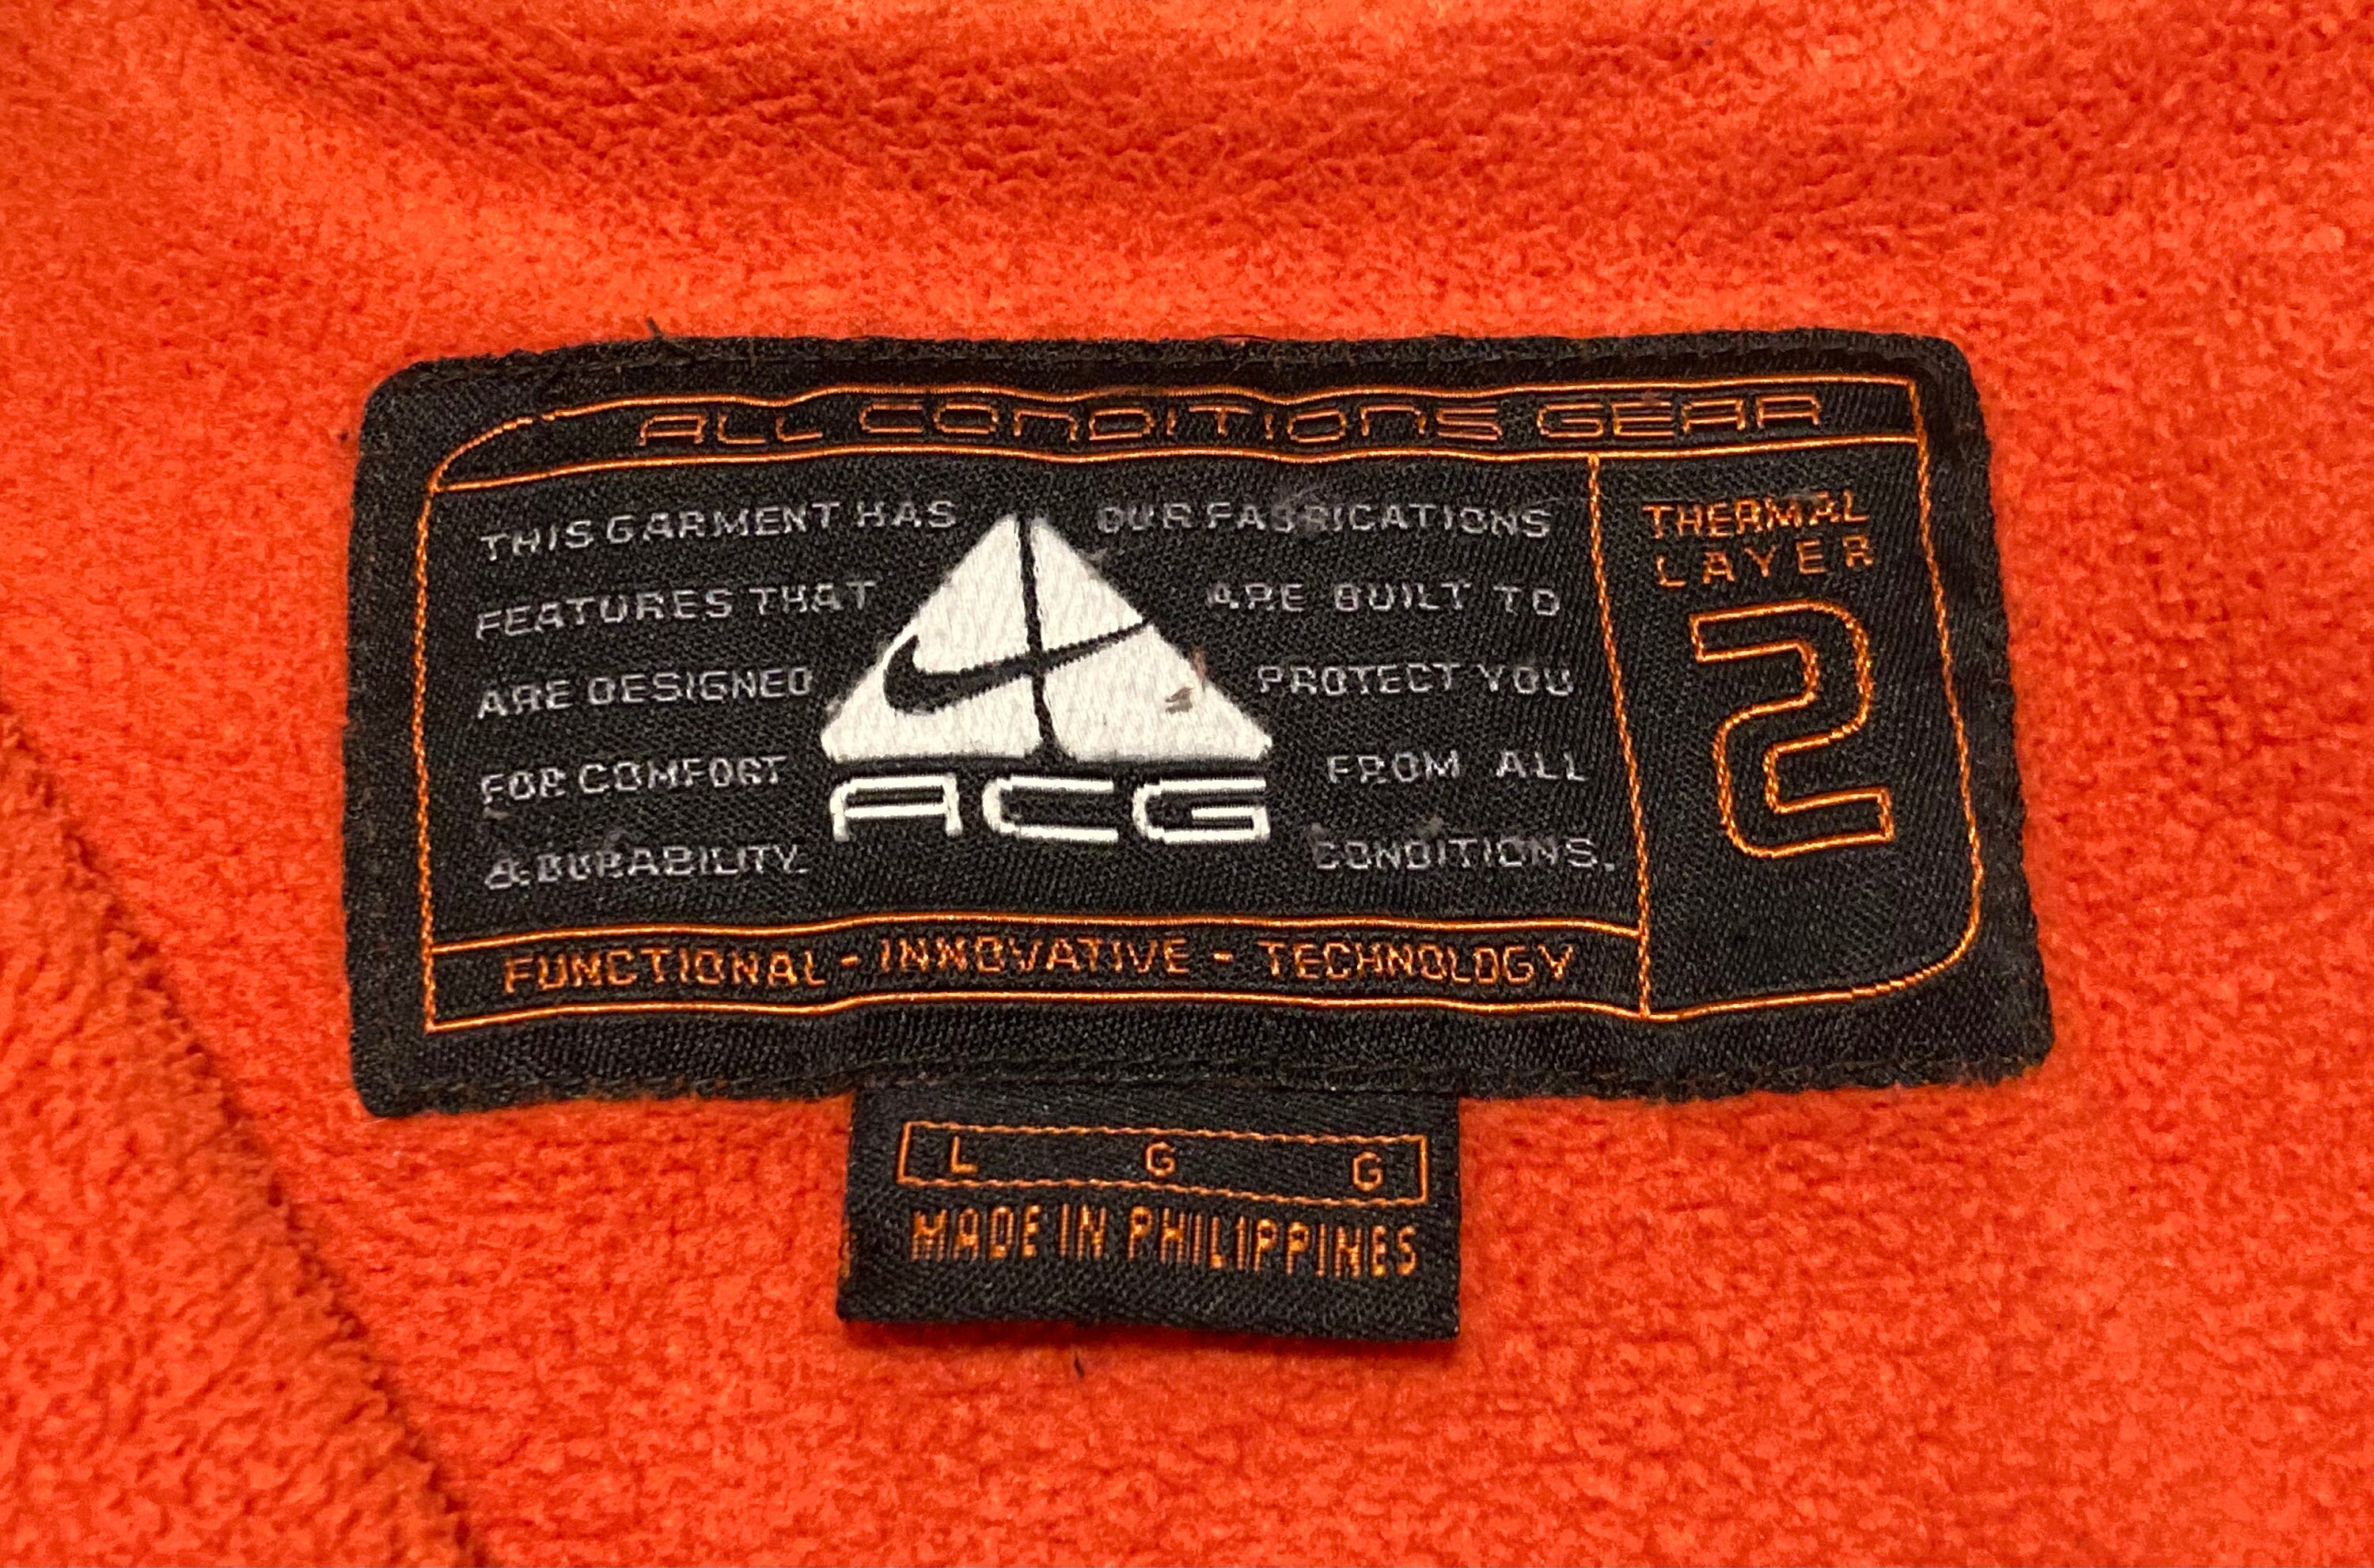 ALL CONDITIONS GEAR
THIS GARMENT HAS
FEATURES THAT
ARE DESIGNED
FOR COMFORT
& DURABILITY.
ACG
OUR FABRICATIONS
ARE BUILT TO
PROTECT YOU
FROM ALL
CONDITIONS.
THERMAL
LAYER
2
FUNCTIONAL - INNOVATIVE - TECHNOLOGY
L G G
MADE IN PHILIPPINES